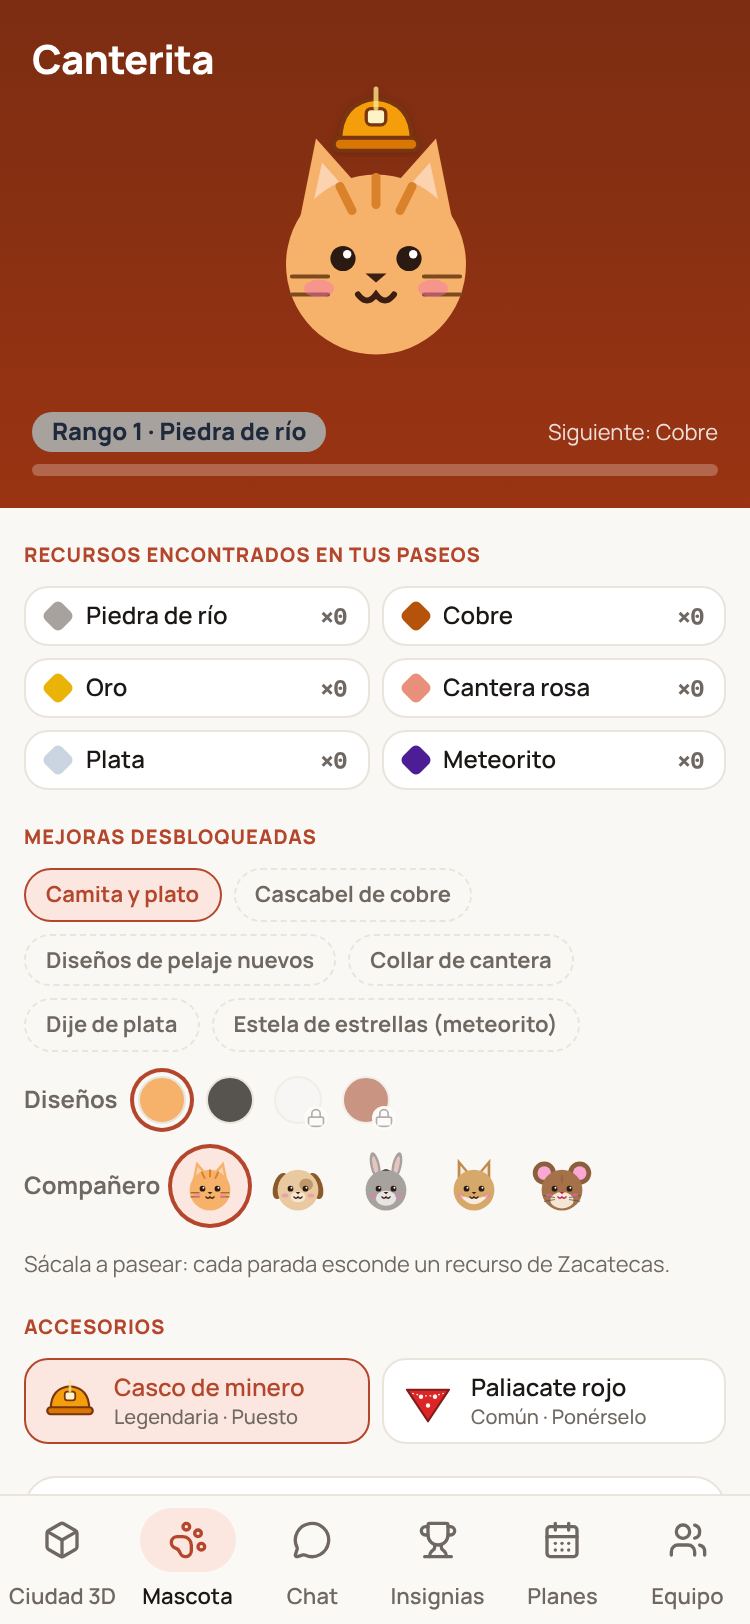 Canterita
Rango 1 · Piedra de río
Siguiente: Cobre
RECURSOS ENCONTRADOS EN TUS PASEOS
Piedra de río ×0
Cobre ×0
Oro ×0
Cantera rosa ×0
Plata ×0
Meteorito ×0
MEJORAS DESBLOQUEADAS
Camita y plato
Cascabel de cobre
Diseños de pelaje nuevos
Collar de cantera
Dije de plata
Estela de estrellas (meteorito)
Diseños
Compañero
Sácala a pasear: cada parada esconde un recurso de Zacatecas.
ACCESORIOS
Casco de minero
Legendaria · Puesto
Paliacate rojo
Común · Ponérselo
Ciudad 3D
Mascota
Chat
Insignias
Planes
Equipo